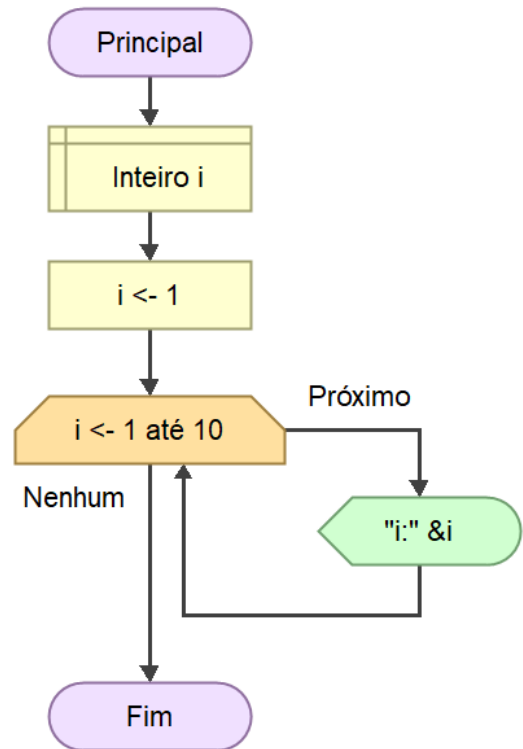 Principal
Inteiro i
i <- 1
i <- 1 até 10
Próximo
Nenhum
"i:" &i
Fim